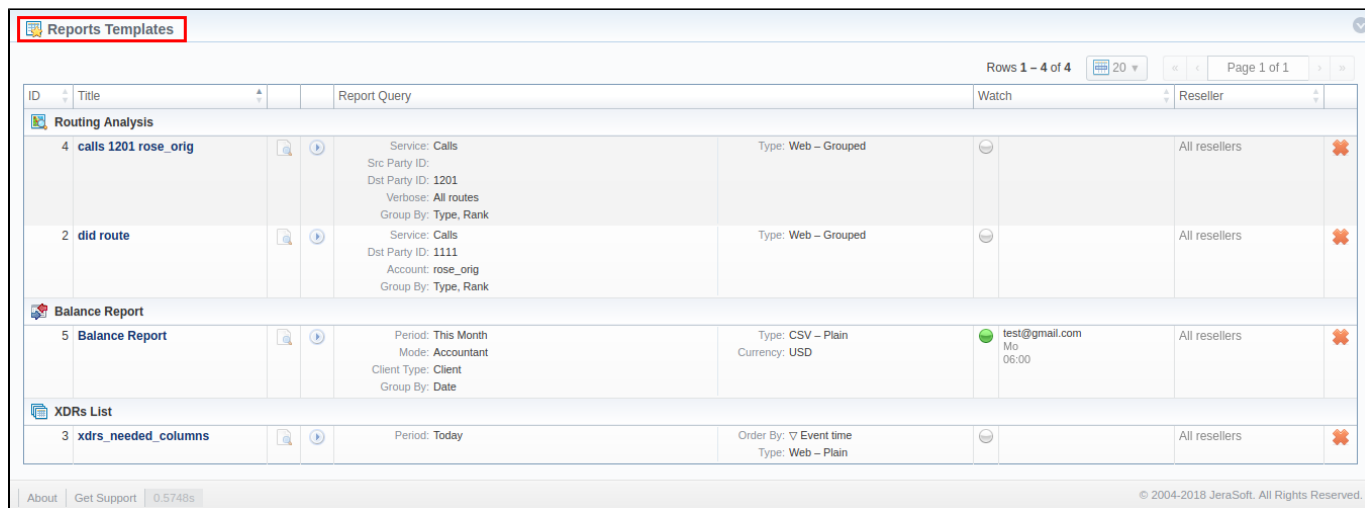 Reports Templates
Rows 1 – 4 of 4 20 « ‹ Page 1 of 1 › »
ID Title Report Query Watch Reseller
Routing Analysis
4 calls 1201 rose_orig Service: Calls Type: Web – Grouped All resellers
Src Party ID:
Dst Party ID: 1201
Verbose: All routes
Group By: Type, Rank
2 did route Service: Calls Type: Web – Grouped All resellers
Dst Party ID: 1111
Account: rose_orig
Group By: Type, Rank
Balance Report
5 Balance Report Period: This Month Type: CSV – Plain test@gmail.com All resellers
Mode: Accountant Currency: USD Mo
Client Type: Client 06:00
Group By: Date
XDRs List
3 xdrs_needed_columns Period: Today Order By: ▽ Event time All resellers
Type: Web – Plain
About Get Support 0.5748s © 2004-2018 JeraSoft. All Rights Reserved.